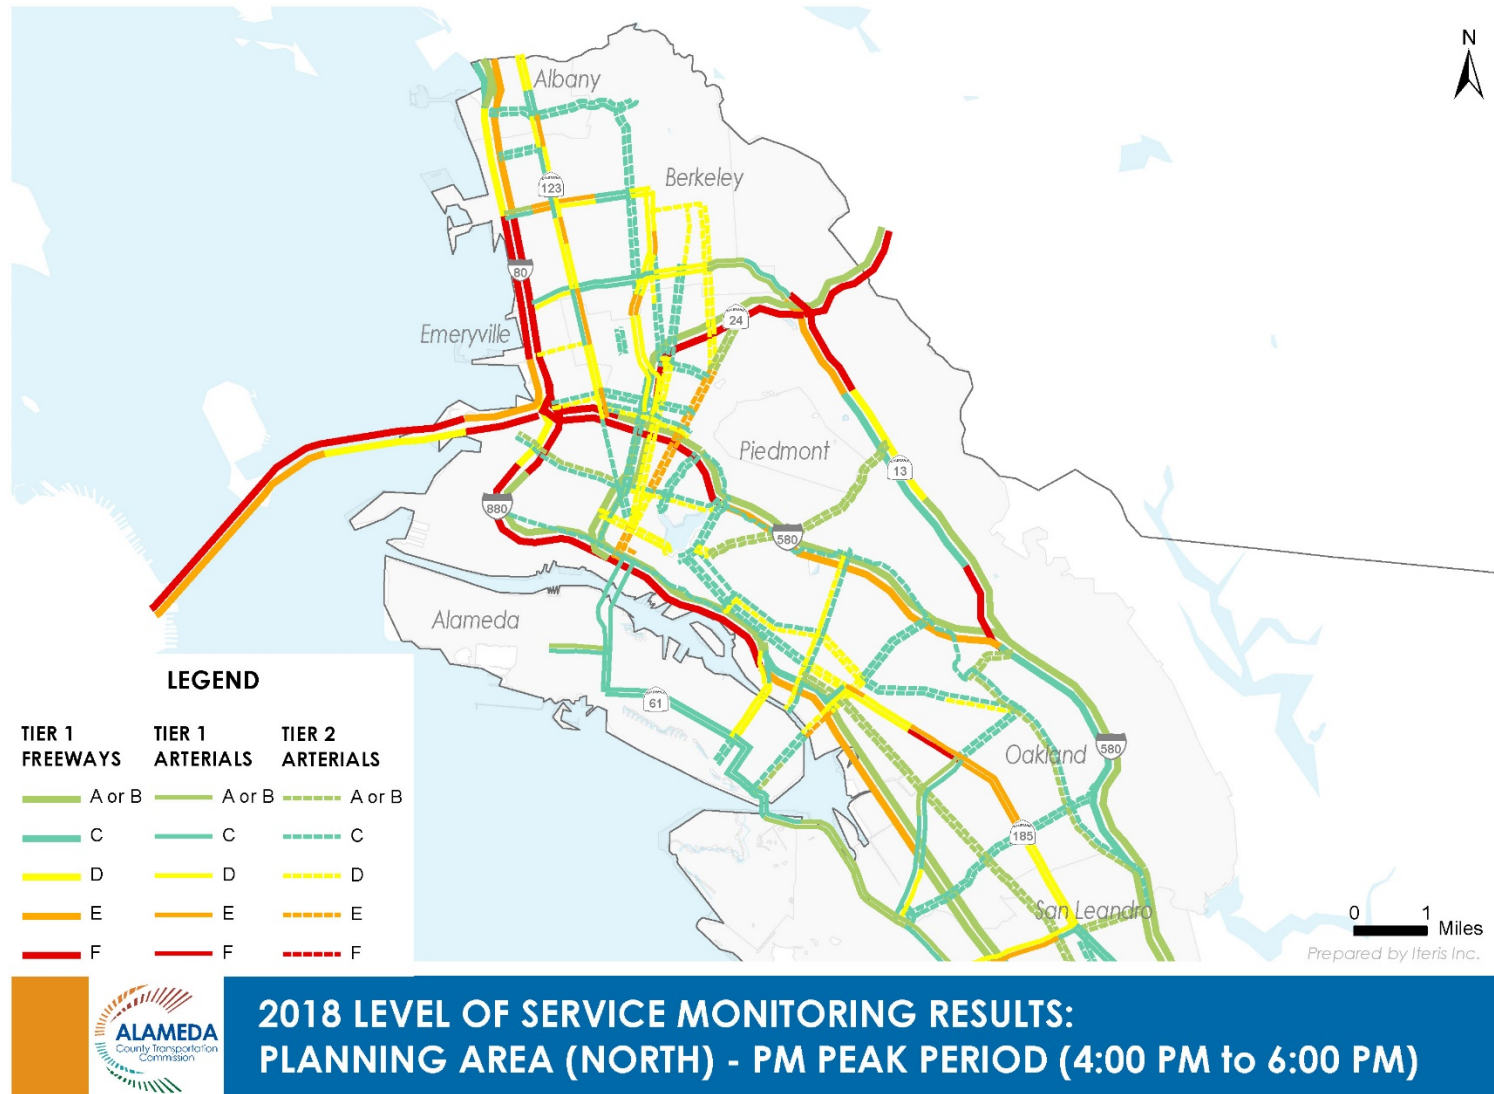 N
Albany
Berkeley
123
80
24
Emeryville
Piedmont
13
880
580
Alameda
61
Oakland
580
185
San Leandro
LEGEND
TIER 1 FREEWAYS
TIER 1 ARTERIALS
TIER 2 ARTERIALS
A or B A or B A or B
C C C
D D D
E E E
F F F
0 1 Miles
Prepared by Iteris Inc.
ALAMEDA
County Transportation
Commission
2018 LEVEL OF SERVICE MONITORING RESULTS:
PLANNING AREA (NORTH) - PM PEAK PERIOD (4:00 PM to 6:00 PM)